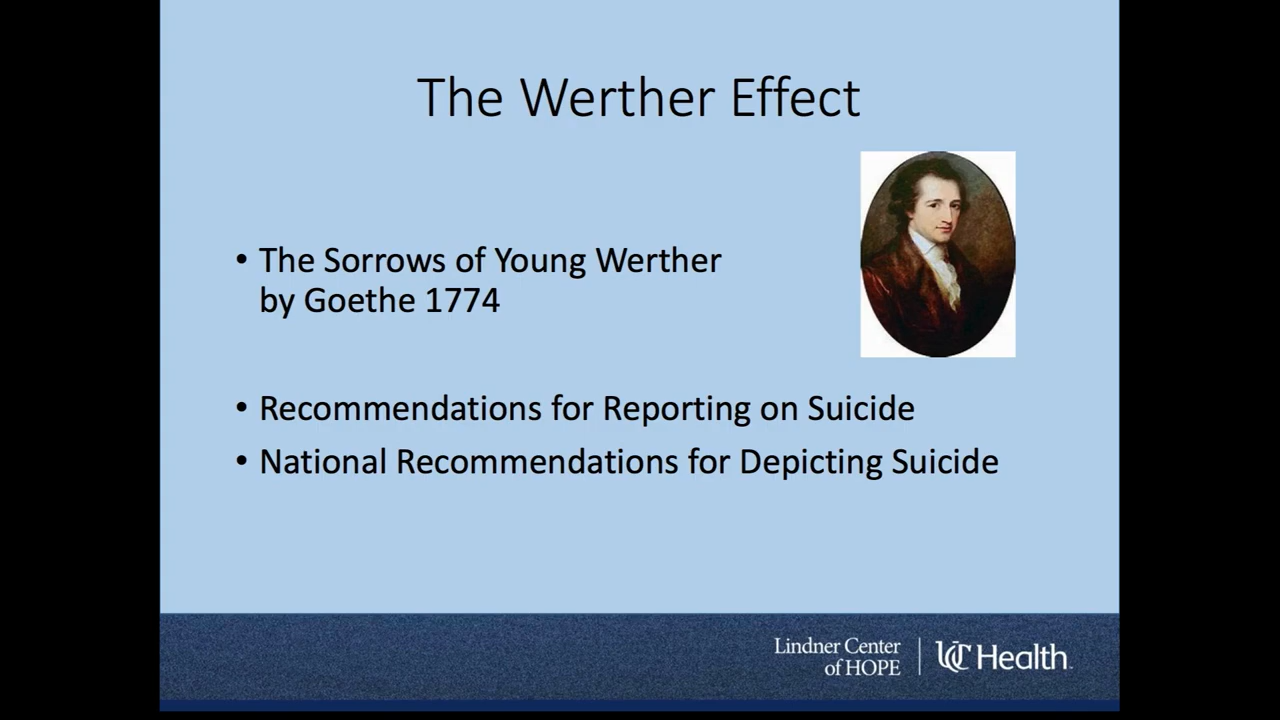 The Werther Effect
• The Sorrows of Young Werther
by Goethe 1774
• Recommendations for Reporting on Suicide
• National Recommendations for Depicting Suicide
Lindner Center
of HOPE
UC Health